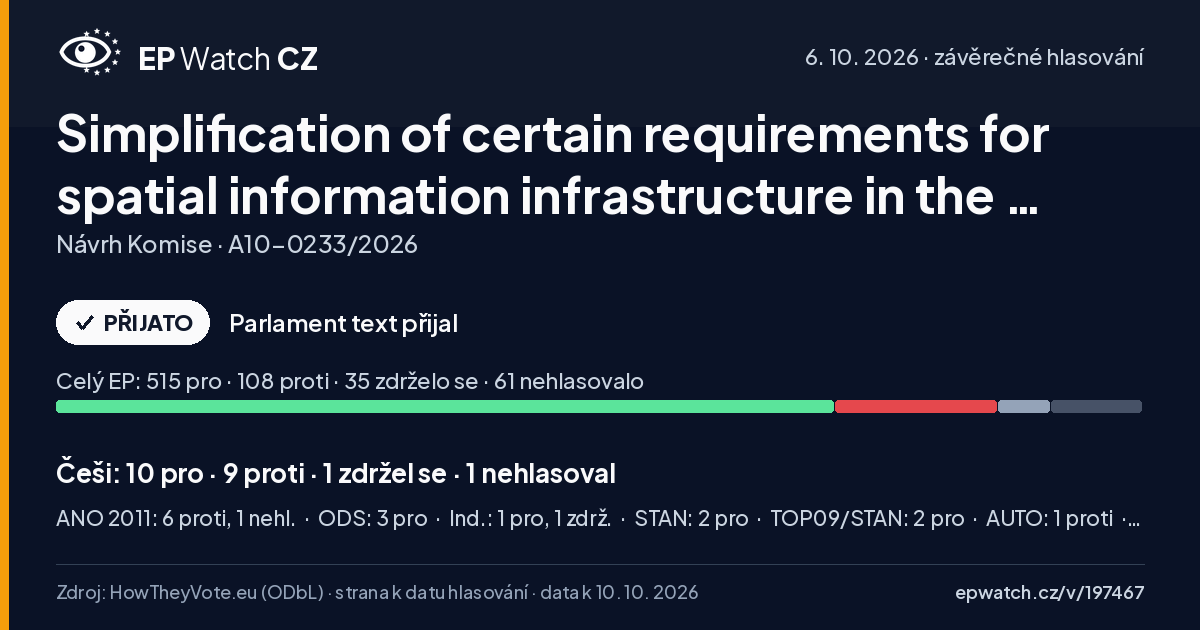 EP Watch CZ
6. 10. 2026 · závěrečné hlasování
Simplification of certain requirements for
spatial information infrastructure in the …
Návrh Komise · A10–0233/2026
✓ PŘIJATO
Parlament text přijal
Celý EP: 515 pro · 108 proti · 35 zdrželo se · 61 nehlasovalo
Češi: 10 pro · 9 proti · 1 zdržel se · 1 nehlasoval
ANO 2011: 6 proti, 1 nehl. · ODS: 3 pro · Ind.: 1 pro, 1 zdrž. · STAN: 2 pro · TOP09/STAN: 2 pro · AUTO: 1 proti ·…
Zdroj: HowTheyVote.eu (ODbL) · strana k datu hlasování · data k 10. 10. 2026
epwatch.cz/v/197467